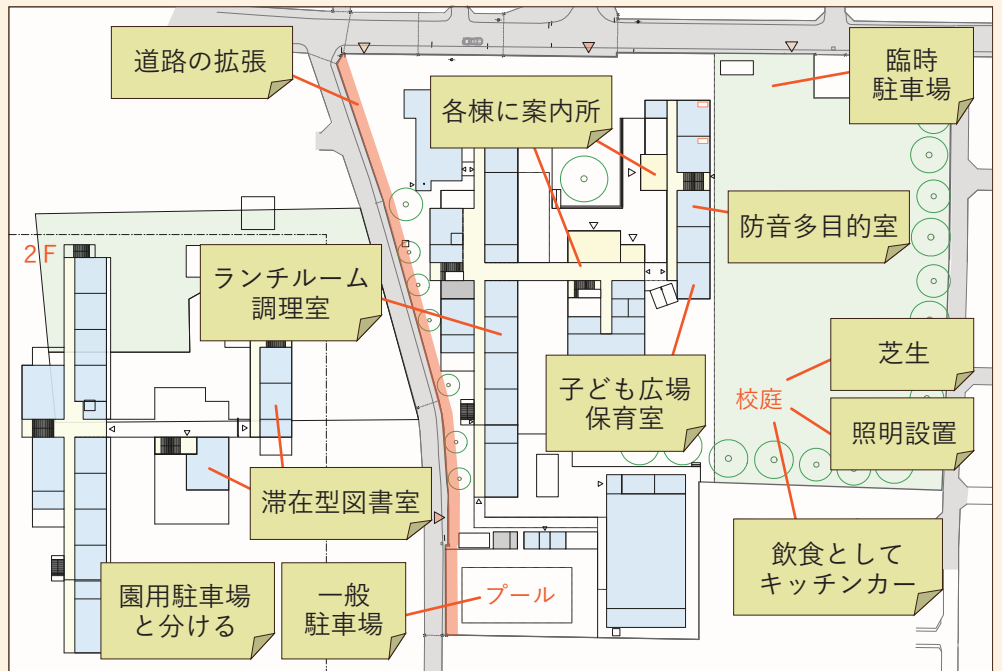 道路の拡張
各棟に案内所
臨時
駐車場
防音多目的室
2F
ランチルーム
調理室
子ども広場
保育室
芝生
校庭
照明設置
滞在型図書室
飲食として
キッチンカー
園用駐車場
と分ける
一般
駐車場
プール